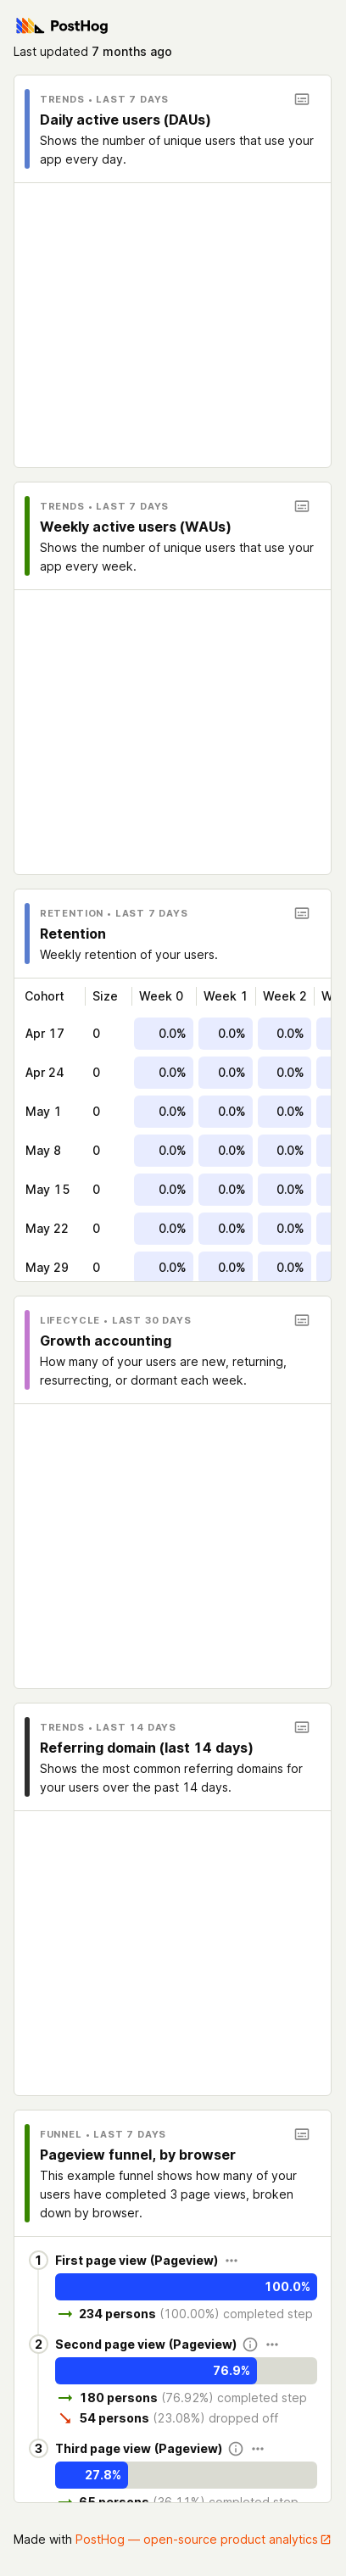 PostHog
Last updated 7 months ago
TRENDS • LAST 7 DAYS
Daily active users (DAUs)
Shows the number of unique users that use your
app every day.
TRENDS • LAST 7 DAYS
Weekly active users (WAUs)
Shows the number of unique users that use your
app every week.
RETENTION • LAST 7 DAYS
Retention
Weekly retention of your users.
Cohort Size Week 0 Week 1 Week 2 W
Apr 17 0 0.0% 0.0% 0.0%
Apr 24 0 0.0% 0.0% 0.0%
May 1 0 0.0% 0.0% 0.0%
May 8 0 0.0% 0.0% 0.0%
May 15 0 0.0% 0.0% 0.0%
May 22 0 0.0% 0.0% 0.0%
May 29 0 0.0% 0.0% 0.0%
LIFECYCLE • LAST 30 DAYS
Growth accounting
How many of your users are new, returning,
resurrecting, or dormant each week.
TRENDS • LAST 14 DAYS
Referring domain (last 14 days)
Shows the most common referring domains for
your users over the past 14 days.
FUNNEL • LAST 7 DAYS
Pageview funnel, by browser
This example funnel shows how many of your
users have completed 3 page views, broken
down by browser.
1 First page view (Pageview)
100.0%
234 persons (100.00%) completed step
2 Second page view (Pageview)
76.9%
180 persons (76.92%) completed step
54 persons (23.08%) dropped off
3 Third page view (Pageview)
27.8%
65 persons (36.11%) completed step
Made with PostHog — open-source product analytics